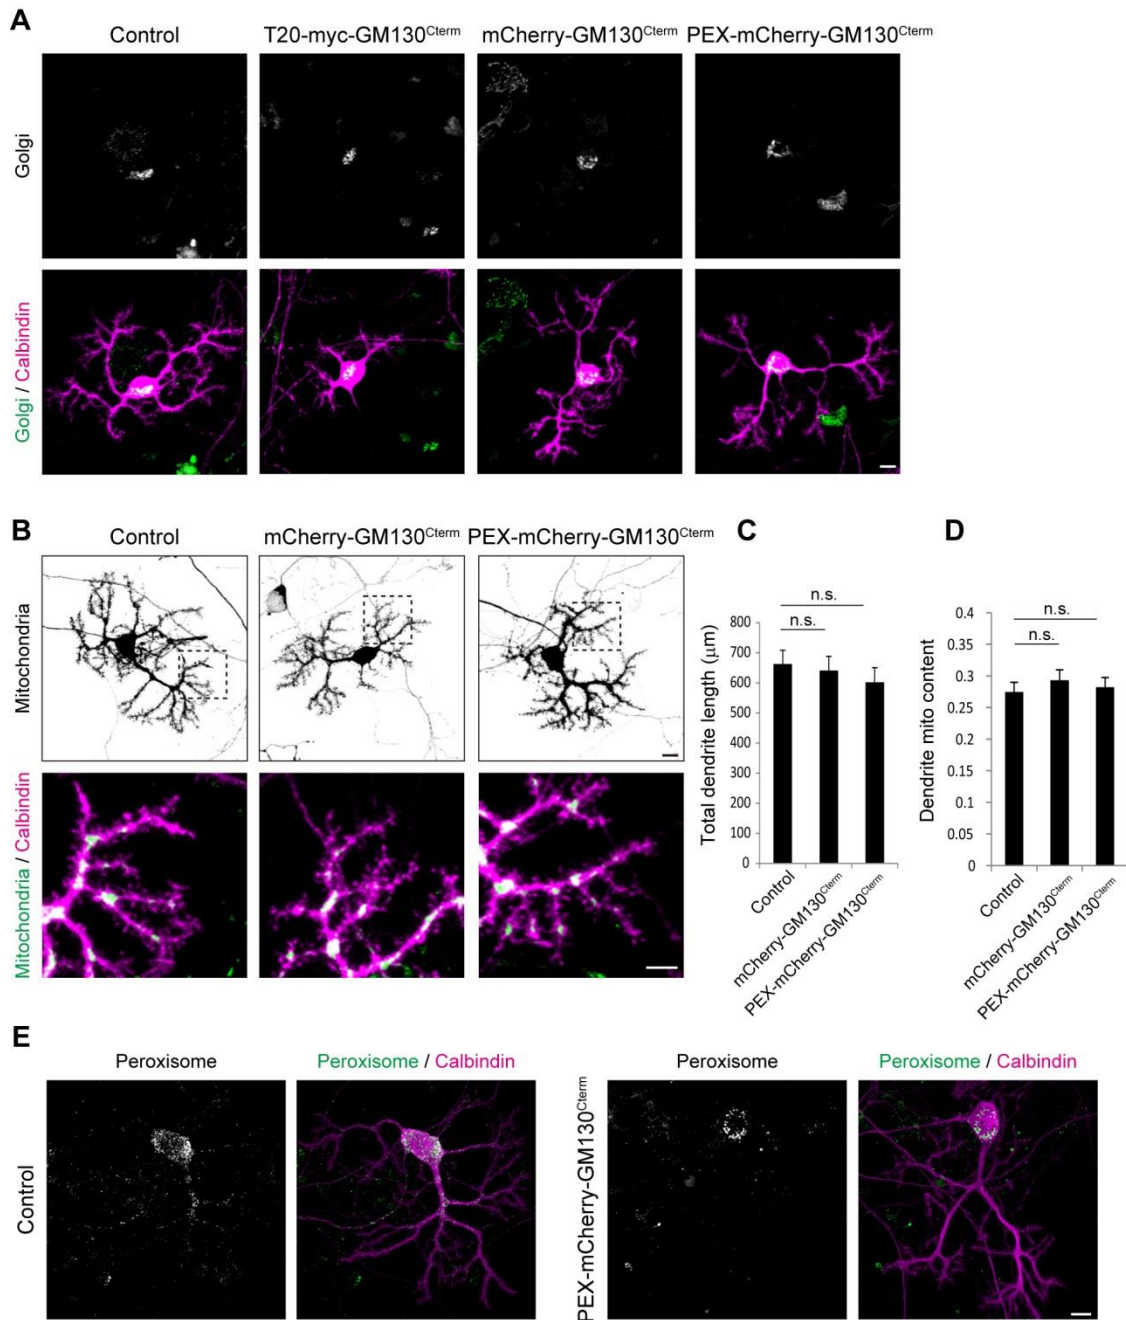 A
Control T20-myc-GM130Cterm mCherry-GM130Cterm PEX-mCherry-GM130Cterm
Golgi
Golgi / Calbindin
B
Control mCherry-GM130Cterm PEX-mCherry-GM130Cterm
Mitochondria
Mitochondria / Calbindin
C
n.s.
n.s.
Total dendrite length (μm)
800
700
600
500
400
300
200
100
0
Control
mCherry-GM130Cterm
PEX-mCherry-GM130Cterm
D
n.s.
n.s.
Dendrite mito content
0.4
0.35
0.3
0.25
0.2
0.15
0.1
0.05
0
Control
mCherry-GM130Cterm
PEX-mCherry-GM130Cterm
E
Peroxisome Peroxisome / Calbindin
Control
Peroxisome Peroxisome / Calbindin
PEX-mCherry-GM130Cterm